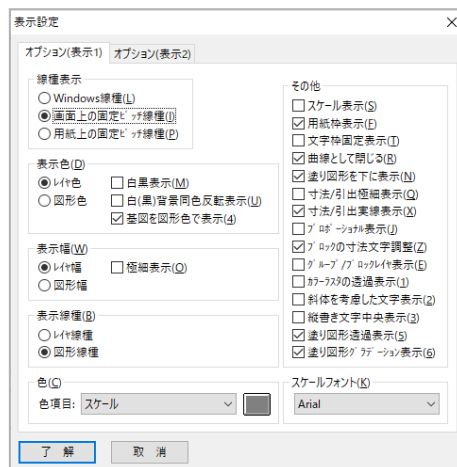 表示設定
オプション(表示1)
オプション(表示2)
線種表示
Windows線種(L)
画面上の固定ﾋﾟｯﾁ線種(I)
用紙上の固定ﾋﾟｯﾁ線種(P)
表示色(D)
ﾚｲﾔ色
白黒表示(M)
図形色
白(黒)背景同色反転表示(U)
基図を図形色で表示(4)
表示幅(W)
ﾚｲﾔ幅
極細表示(O)
図形幅
表示線種(B)
ﾚｲﾔ線種
図形線種
色(C)
色項目: スケール
その他
スケール表示(S)
用紙枠表示(F)
文字枠固定表示(T)
曲線として閉じる(R)
塗り図形を下に表示(N)
寸法/引出極細表示(Q)
寸法/引出実線表示(X)
ﾌﾟﾛﾎﾟｰｼｮﾅﾙ表示(J)
ﾌﾞﾛｯｸの寸法文字調整(Z)
ｸﾞﾙｰﾌﾟ/ﾌﾞﾛｯｸﾚｲﾔ表示(E)
ｶﾗｰﾗｽﾀの透過表示(1)
斜体を考慮した文字表示(2)
縦書き文字中央表示(3)
塗り図形透過表示(5)
塗り図形ｸﾞﾗﾃﾞｰｼｮﾝ表示(6)
スケールフォント(K)
Arial
了 解
取 消